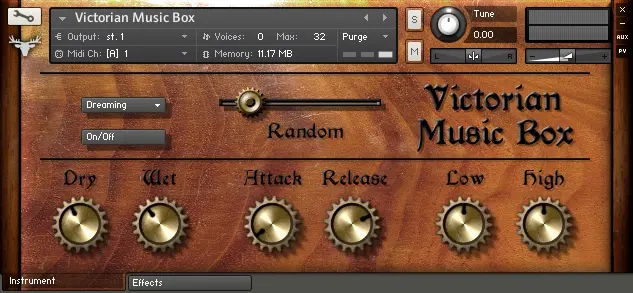 Victorian Music Box
Output: st. 1
Voices: 0 Max: 32
Purge
Midi Ch: [A] 1
Memory: 11.17 MB
S
M
Tune
0.00
L R
AUX
PV
Dreaming
On/Off
Random
Victorian
Music Box
Dry
Wet
Attack
Release
Low
High
Instrument
Effects